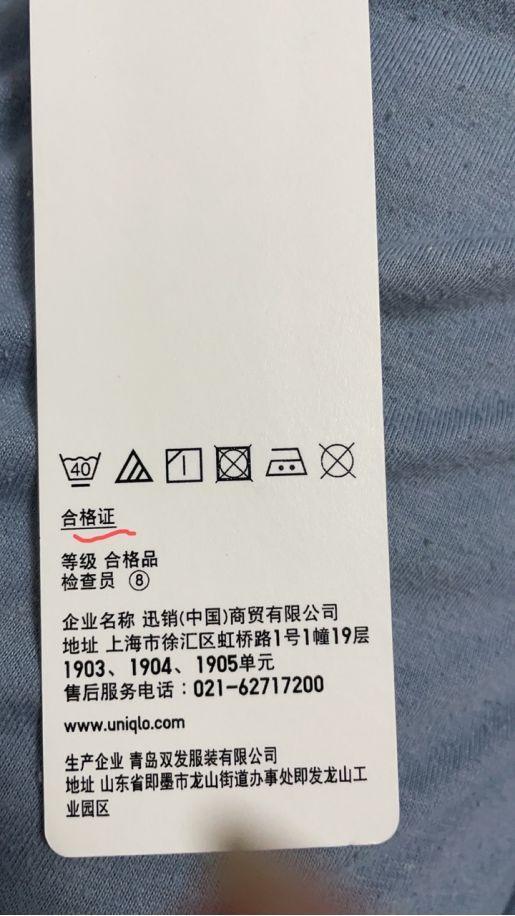 40
合格证
等级 合格品
检查员 ⑧
企业名称 迅销(中国)商贸有限公司
地址 上海市徐汇区虹桥路1号1幢19层
1903、1904、1905单元
售后服务电话：021-62717200
www.uniqlo.com
生产企业 青岛双发服装有限公司
地址 山东省即墨市龙山街道办事处即发龙山工
业园区